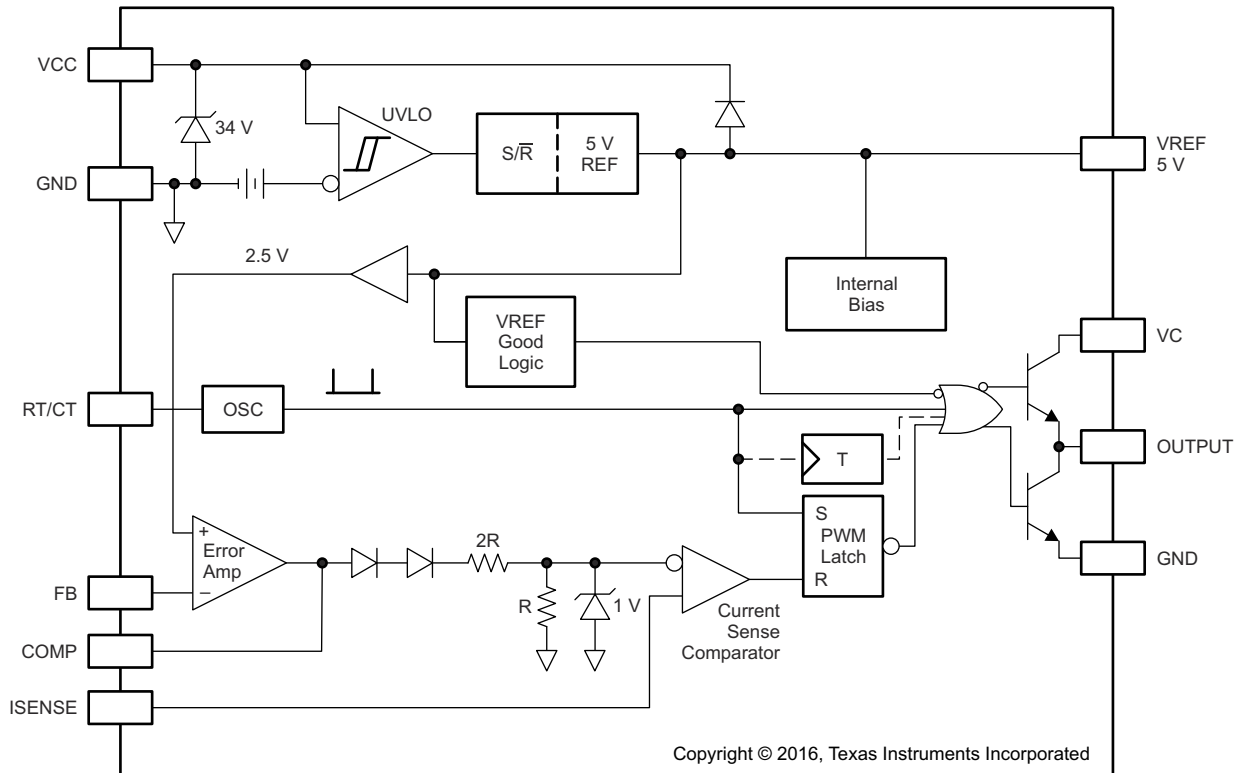 VCC
UVLO
34 V
S/R̅
5 V
REF
VREF
5 V
GND
2.5 V
Internal
Bias
VREF
Good
Logic
VC
RT/CT
OSC
OUTPUT
T
S
PWM
Latch
R
+
Error
Amp
−
2R
R
1 V
GND
FB
Current
Sense
Comparator
COMP
ISENSE
Copyright © 2016, Texas Instruments Incorporated